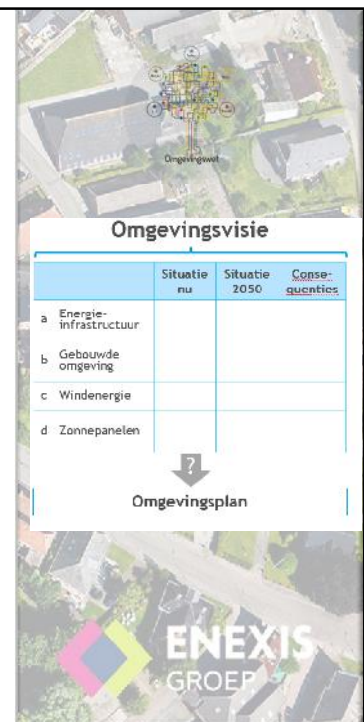 Omgevingswet
Omgevingsvisie
Situatie nu
Situatie 2050
Conse-
quenties
a Energie-
infrastructuur
b Gebouwde
omgeving
c Windenergie
d Zonnepanelen
?
Omgevingsplan
ENEXIS
GROEP